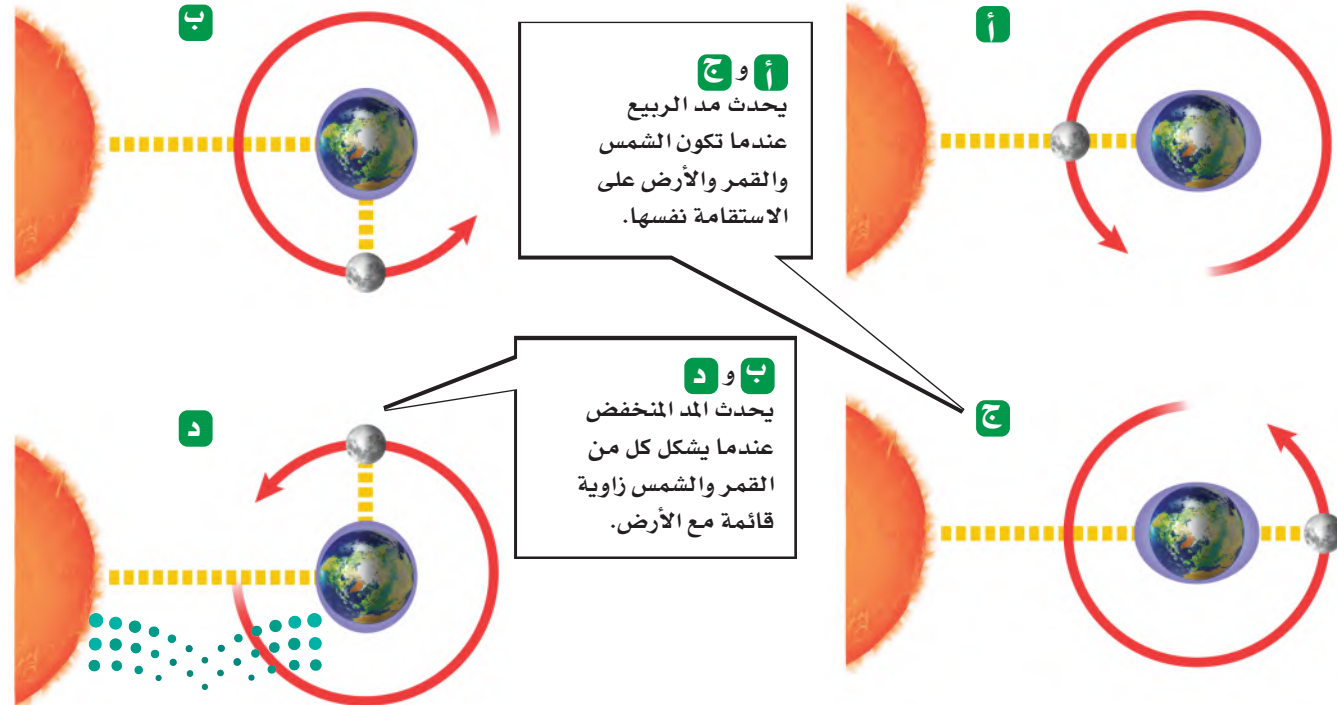 أ
ب
أ و ج
يحدث مد الربيع
عندما تكون الشمس
والقمر والأرض على
الاستقامة نفسها.
ب و د
يحدث المد المنخفض
عندما يشكل كل من
القمر والشمس زاوية
قائمة مع الأرض.
ج
د